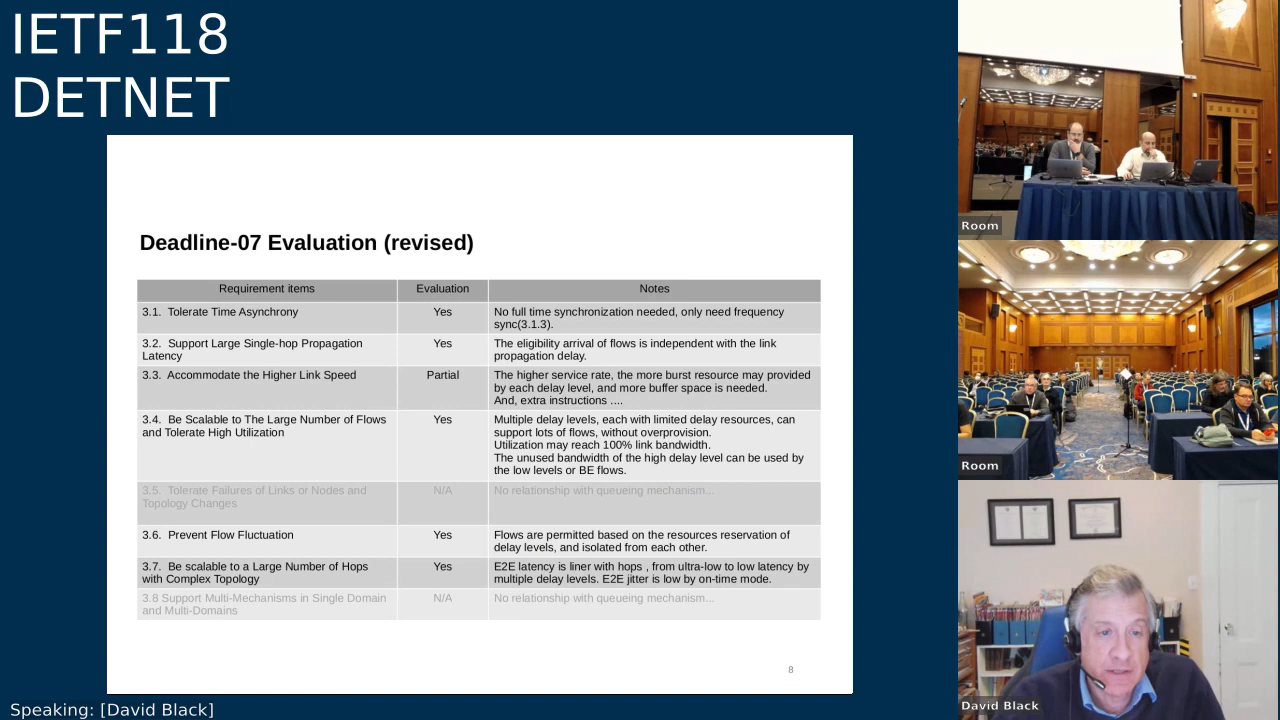 IETF118
DETNET
Deadline-07 Evaluation (revised)
Requirement items
Evaluation
Notes
3.1.  Tolerate Time Asynchrony
Yes
No full time synchronization needed, only need frequency
sync(3.1.3).
3.2.  Support Large Single-hop Propagation
Latency
Yes
The eligibility arrival of flows is independent with the link
propagation delay.
3.3.  Accommodate the Higher Link Speed
Partial
The higher service rate, the more burst resource may provided
by each delay level, and more buffer space is needed.
And, extra instructions ....
3.4.  Be Scalable to The Large Number of Flows
and Tolerate High Utilization
Yes
Multiple delay levels, each with limited delay resources, can
support lots of flows, without overprovision.
Utilization may reach 100% link bandwidth.
The unused bandwidth of the high delay level can be used by
the low levels or BE flows.
3.5.  Tolerate Failures of Links or Nodes and
Topology Changes
N/A
No relationship with queueing mechanism...
3.6.  Prevent Flow Fluctuation
Yes
Flows are permitted based on the resources reservation of
delay levels, and isolated from each other.
3.7.  Be scalable to a Large Number of Hops
with Complex Topology
Yes
E2E latency is liner with hops , from ultra-low to low latency by
multiple delay levels. E2E jitter is low by on-time mode.
3.8 Support Multi-Mechanisms in Single Domain
and Multi-Domains
N/A
No relationship with queueing mechanism...
8
Room
Room
David Black
Speaking: [David Black]